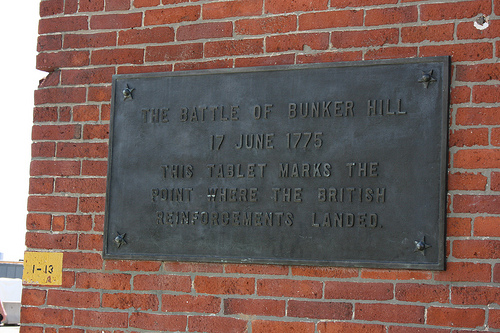 THE BATTLE OF BUNKER HILL
17 JUNE 1775
THIS TABLET MARKS THE
POINT WHERE THE BRITISH
REINFORCEMENTS LANDED.
1-13
A